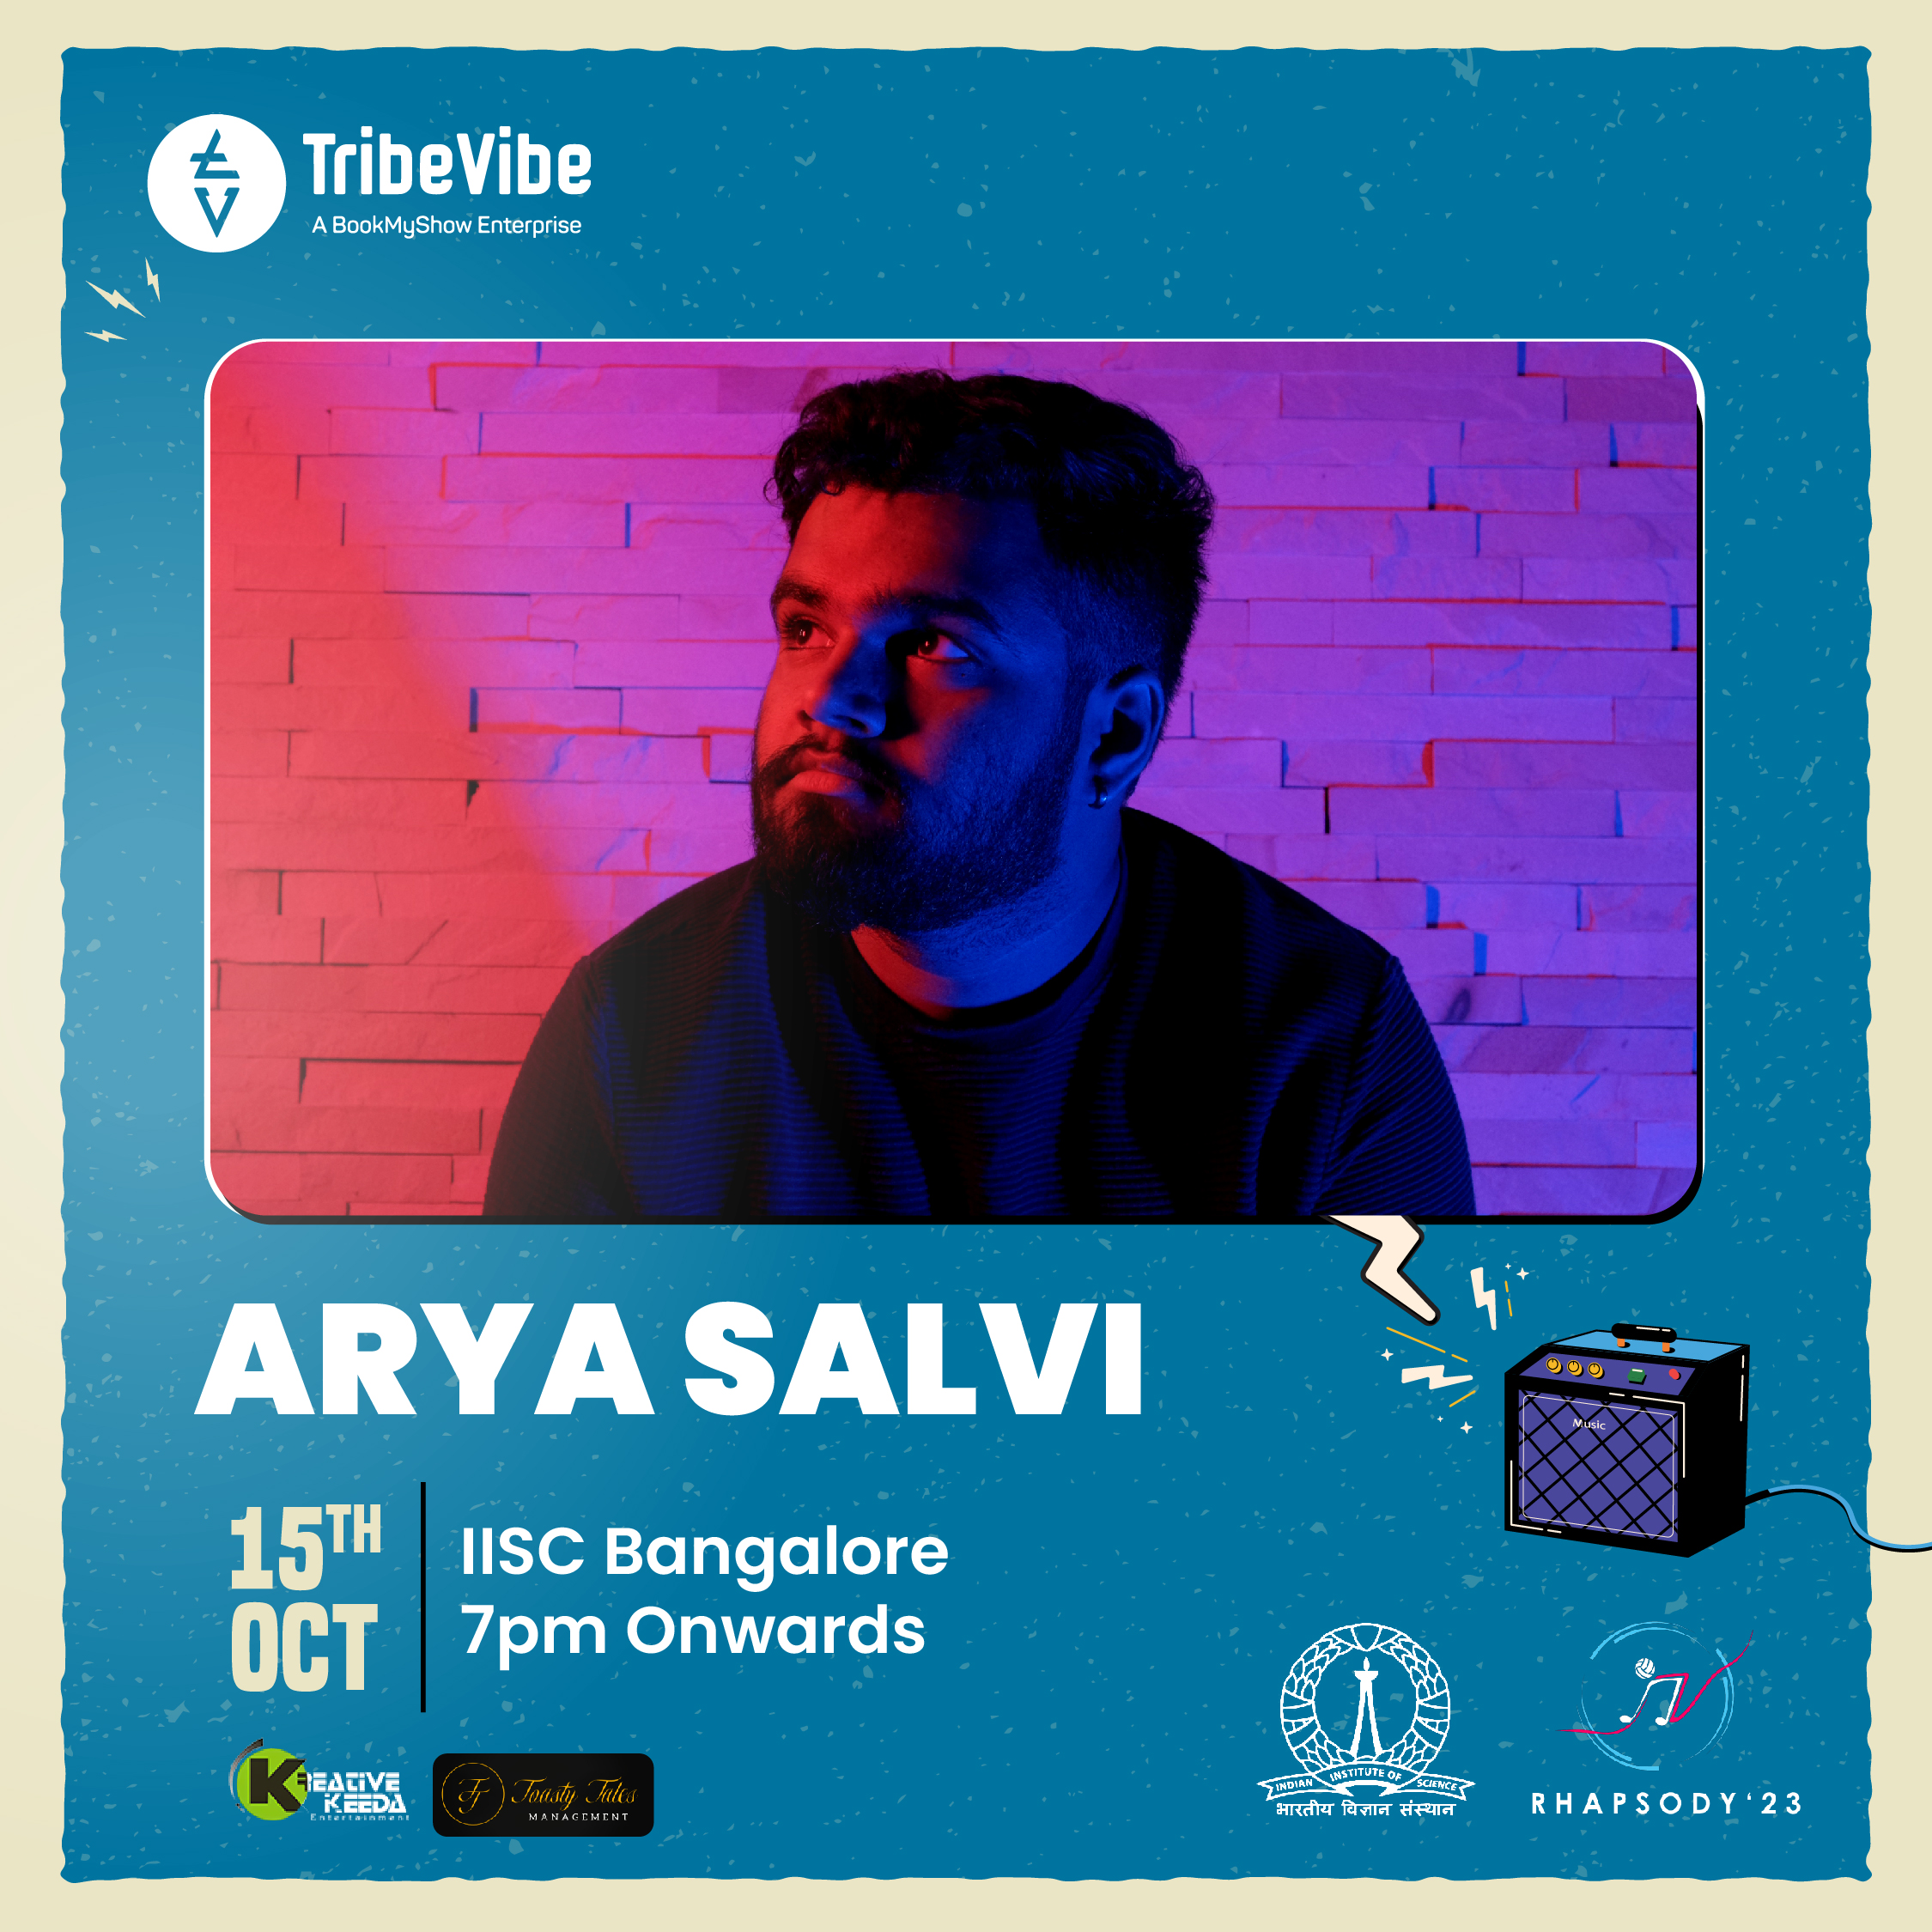 TribeVibe
A BookMyShow Enterprise
ARYA SALVI
15TH
OCT
IISC Bangalore
7pm Onwards
Music
KREATIVE
KEEDA
Entertainment
TT
Toasty Tales
MANAGEMENT
INDIAN INSTITUTE OF SCIENCE
भारतीय विज्ञान संस्थान
RHAPSODY‘23